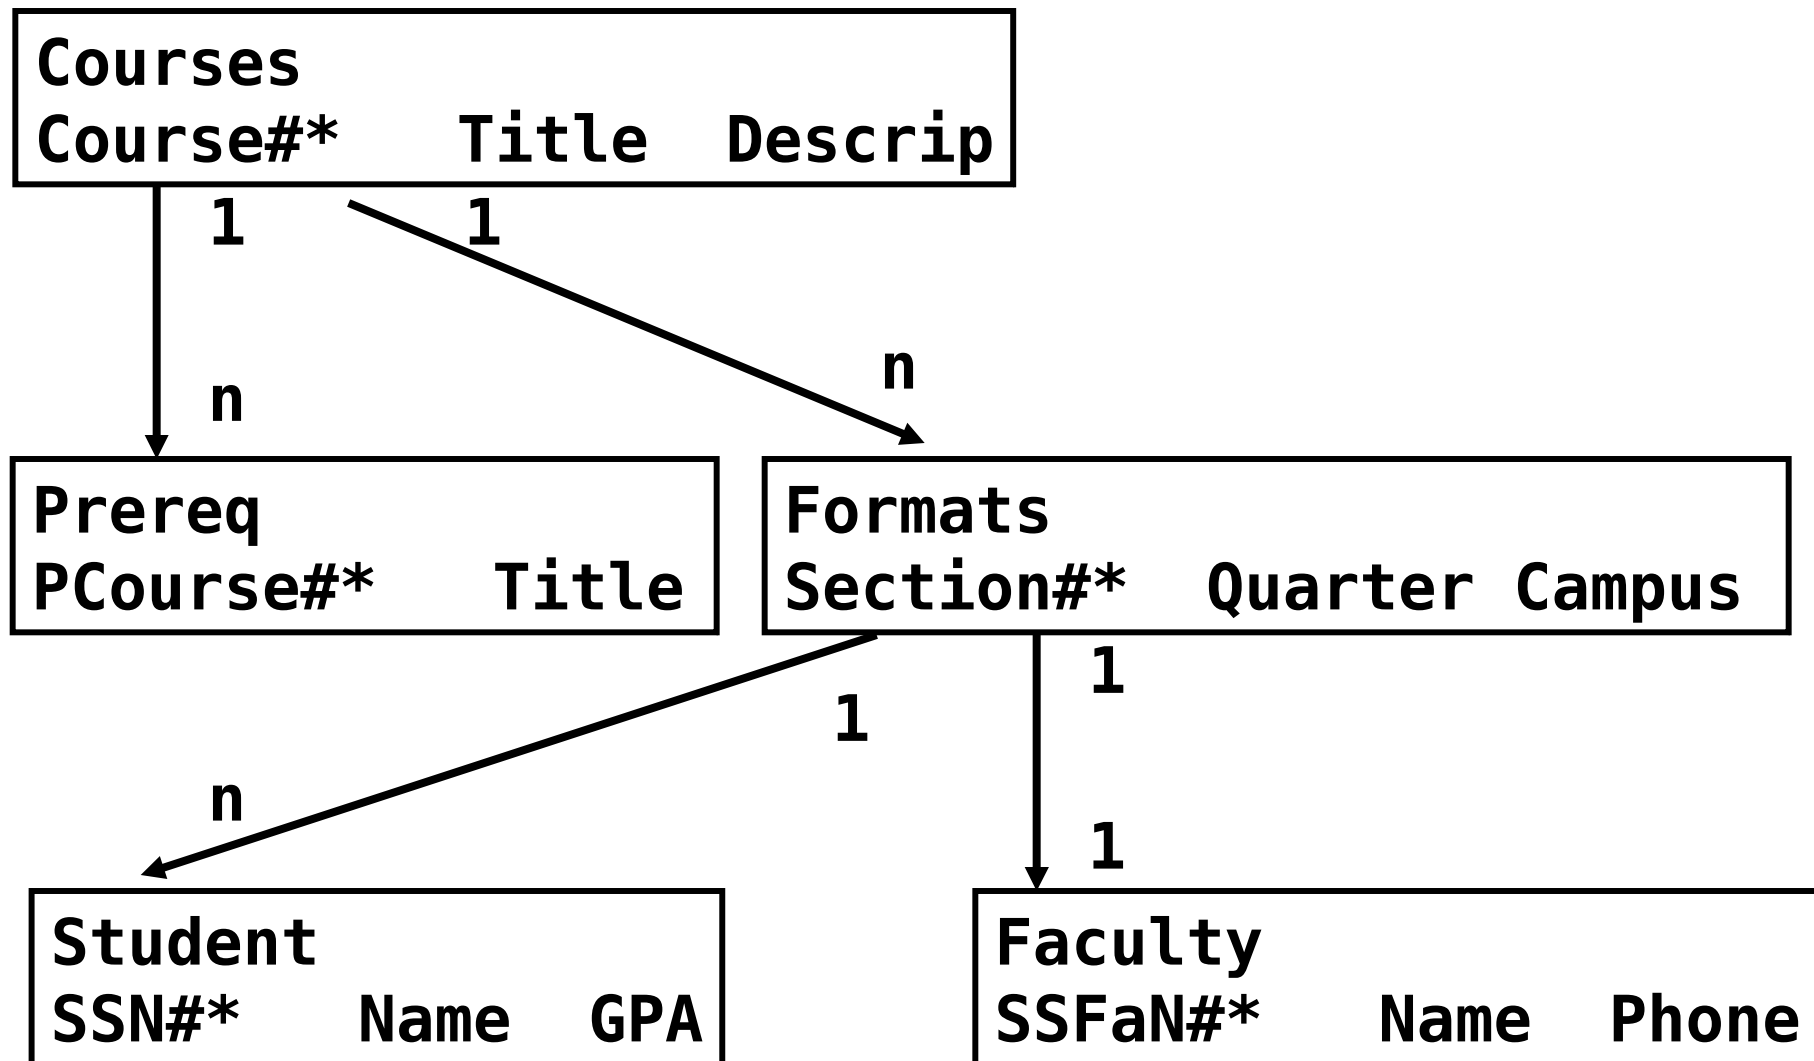 Courses
Course#* Title Descrip
1 1
n
n
Prereq
PCourse#* Title
Formats
Section#* Quarter Campus
1
1
n
1
Student
SSN#* Name GPA
Faculty
SSFaN#* Name Phone